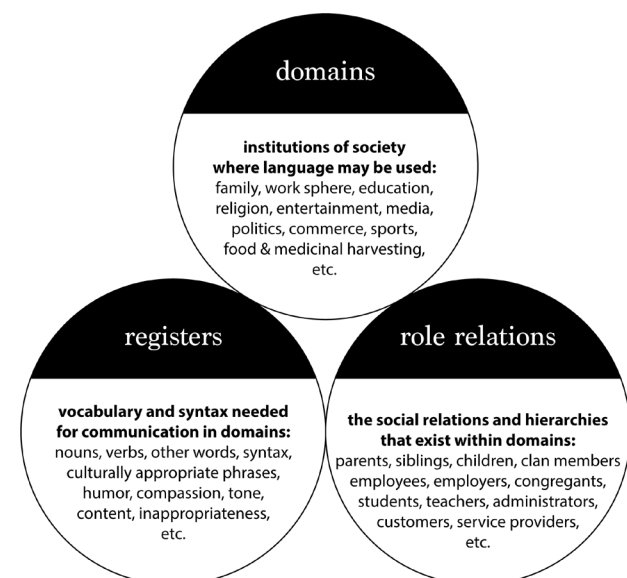 domains
institutions of society
where language may be used:
family, work sphere, education,
religion, entertainment, media,
politics, commerce, sports,
food & medicinal harvesting,
etc.
registers
vocabulary and syntax needed
for communication in domains:
nouns, verbs, other words, syntax,
culturally appropriate phrases,
humor, compassion, tone,
content, inappropriateness,
etc.
role relations
the social relations and hierarchies
that exist within domains:
parents, siblings, children, clan members
employees, employers, congregants,
students, teachers, administrators,
customers, service providers,
etc.